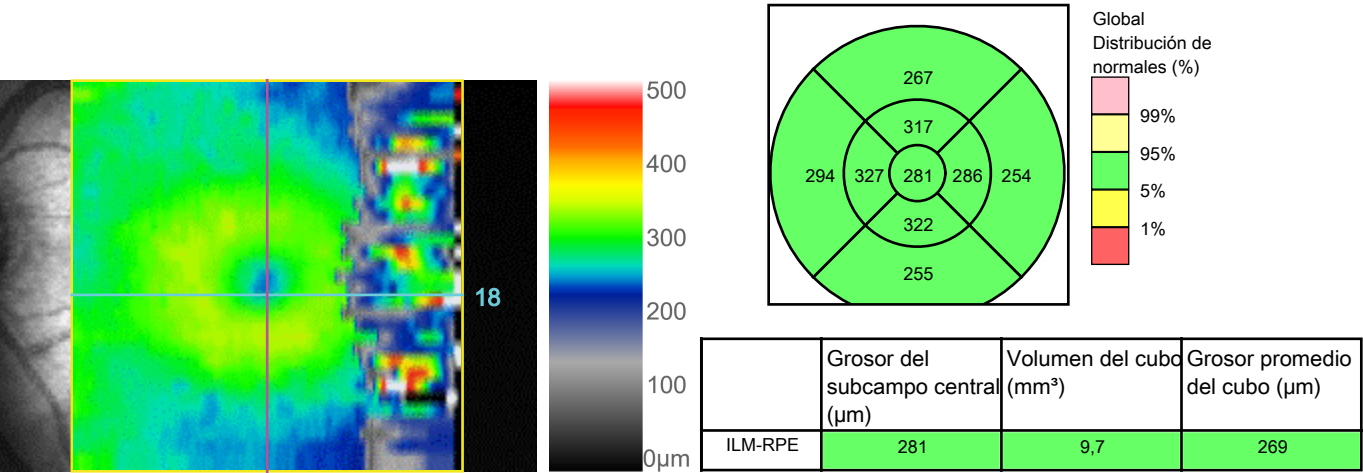 500
400
300
200
100
0µm
18
267
317
294
327
281
286
254
322
255
Global
Distribución de
normales (%)
99%
95%
5%
1%
Grosor del
subcampo central
(µm)
Volumen del cubo
(mm³)
Grosor promedio
del cubo (µm)
ILM-RPE
281
9,7
269